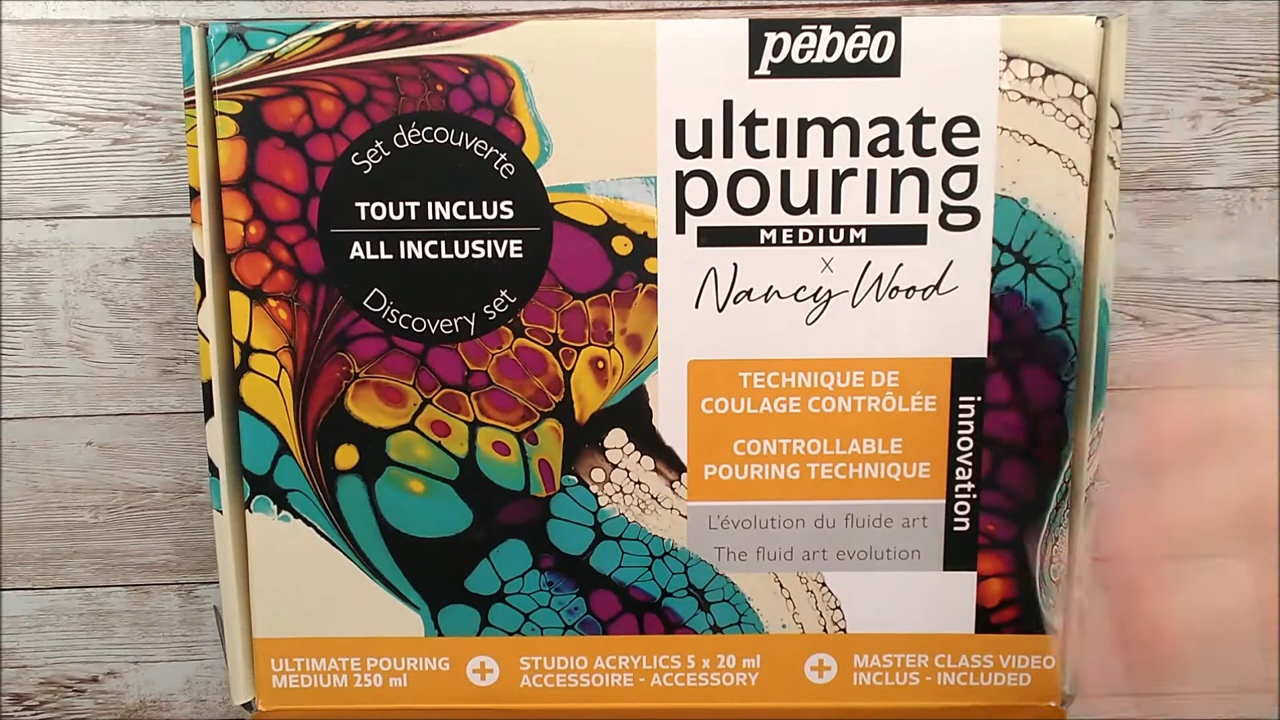 pēbēo
ultimate
pouring
MEDIUM
x
Nancy Wood
Set découverte
TOUT INCLUS
ALL INCLUSIVE
Discovery set
TECHNIQUE DE
COULAGE CONTRÔLÉE
CONTROLLABLE
POURING TECHNIQUE
innovation
L'évolution du fluide art
The fluid art evolution
ULTIMATE POURING
MEDIUM 250 ml
+
STUDIO ACRYLICS 5 x 20 ml
ACCESSOIRE - ACCESSORY
+
MASTER CLASS VIDEO
INCLUS - INCLUDED